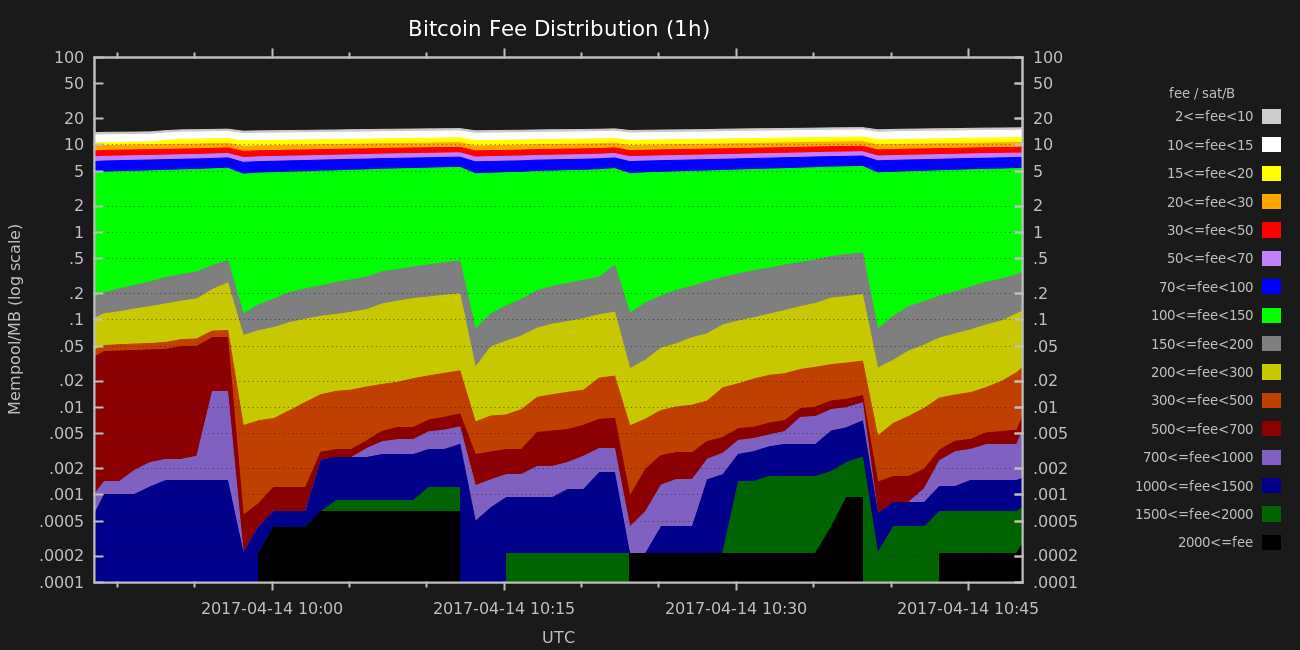 Bitcoin Fee Distribution (1h)
Mempool/MB (log scale)
100
50
20
10
5
2
1
.5
.2
.1
.05
.02
.01
.005
.002
.001
.0005
.0002
.0001
100
50
20
10
5
2
1
.5
.2
.1
.05
.02
.01
.005
.002
.001
.0005
.0002
.0001
2017-04-14 10:00
2017-04-14 10:15
2017-04-14 10:30
2017-04-14 10:45
UTC
fee / sat/B
2<=fee<10
10<=fee<15
15<=fee<20
20<=fee<30
30<=fee<50
50<=fee<70
70<=fee<100
100<=fee<150
150<=fee<200
200<=fee<300
300<=fee<500
500<=fee<700
700<=fee<1000
1000<=fee<1500
1500<=fee<2000
2000<=fee